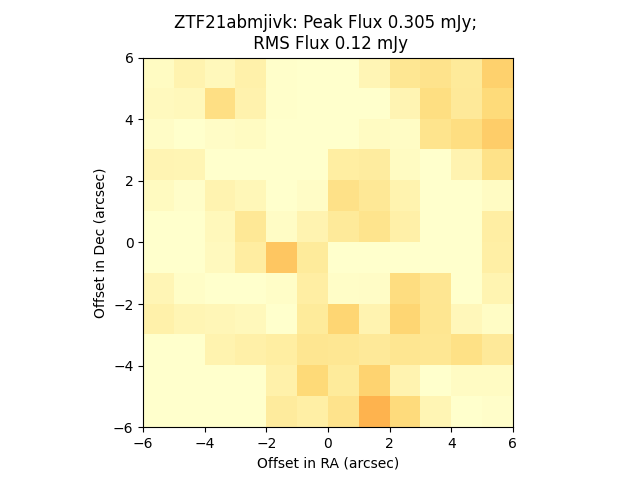 ZTF21abmjivk: Peak Flux 0.305 mJy;
RMS Flux 0.12 mJy
6
4
2
0
−2
−4
−6
Offset in Dec (arcsec)
−6 −4 −2 0 2 4 6
Offset in RA (arcsec)